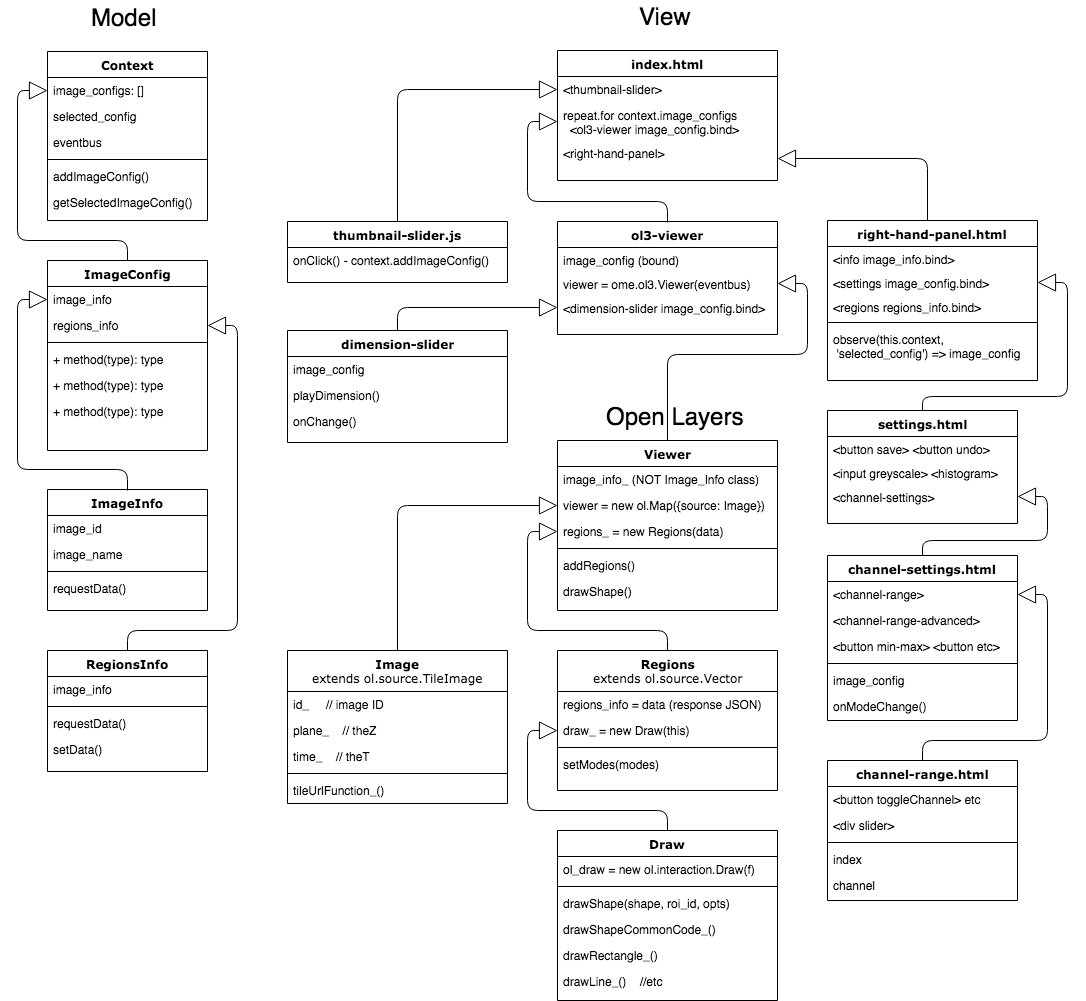 Model
View
Context
image_configs: []
selected_config
eventbus
addImageConfig()
getSelectedImageConfig()
ImageConfig
image_info
regions_info
+ method(type): type
+ method(type): type
+ method(type): type
ImageInfo
image_id
image_name
requestData()
RegionsInfo
image_info
requestData()
setData()
index.html
<thumbnail-slider>
repeat.for context.image_configs
<ol3-viewer image_config.bind>
<right-hand-panel>
thumbnail-slider.js
onClick() - context.addImageConfig()
ol3-viewer
image_config (bound)
viewer = ome.ol3.Viewer(eventbus)
<dimension-slider image_config.bind>
dimension-slider
image_config
playDimension()
onChange()
Open Layers
Viewer
image_info_ (NOT Image_Info class)
viewer = new ol.Map({source: Image})
regions_ = new Regions(data)
addRegions()
drawShape()
Image
extends ol.source.TileImage
id_ // image ID
plane_ // theZ
time_ // theT
tileUrlFunction_()
Regions
extends ol.source.Vector
regions_info = data (response JSON)
draw_ = new Draw(this)
setModes(modes)
Draw
ol_draw = new ol.interaction.Draw(f)
drawShape(shape, roi_id, opts)
drawShapeCommonCode_()
drawRectangle_()
drawLine_() //etc
right-hand-panel.html
<info image_info.bind>
<settings image_config.bind>
<regions regions_info.bind>
observe(this.context,
'selected_config') => image_config
settings.html
<button save> <button undo>
<input greyscale> <histogram>
<channel-settings>
channel-settings.html
<channel-range>
<channel-range-advanced>
<button min-max> <button etc>
image_config
onModeChange()
channel-range.html
<button toggleChannel> etc
<div slider>
index
channel